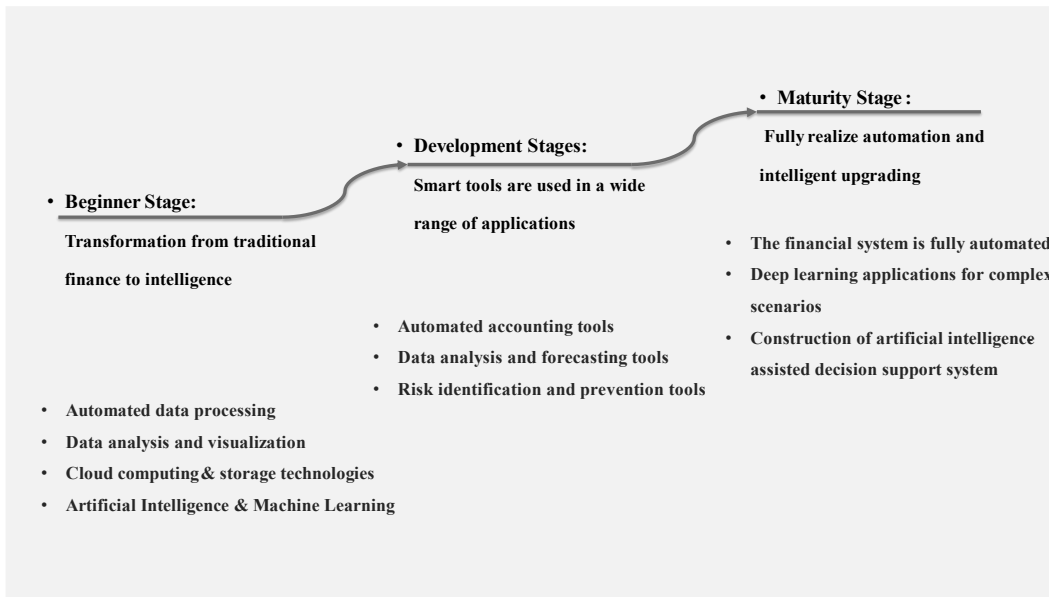 • Beginner Stage:
Transformation from traditional
finance to intelligence
• Automated data processing
• Data analysis and visualization
• Cloud computing & storage technologies
• Artificial Intelligence & Machine Learning
• Development Stages:
Smart tools are used in a wide
range of applications
• Automated accounting tools
• Data analysis and forecasting tools
• Risk identification and prevention tools
• Maturity Stage :
Fully realize automation and
intelligent upgrading
• The financial system is fully automated
• Deep learning applications for complex
scenarios
• Construction of artificial intelligence
assisted decision support system